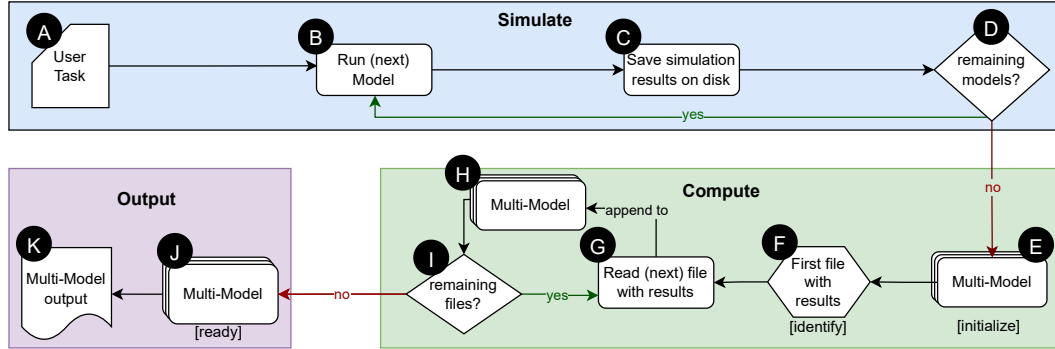 Simulate
A
User
Task
B
Run (next)
Model
C
Save simulation
results on disk
D
remaining
models?
yes
no
Output
K
Multi-Model
output
J
Multi-Model
[ready]
no
Compute
H
Multi-Model
append to
I
remaining
files?
yes
G
Read (next) file
with results
F
First file
with
results
[identify]
E
Multi-Model
[initialize]